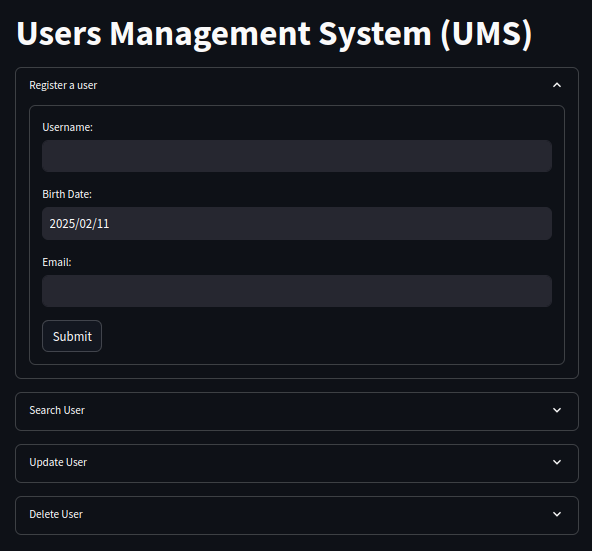 Users Management System (UMS)
Register a user
Username:
Birth Date:
2025/02/11
Email:
Submit
Search User
Update User
Delete User